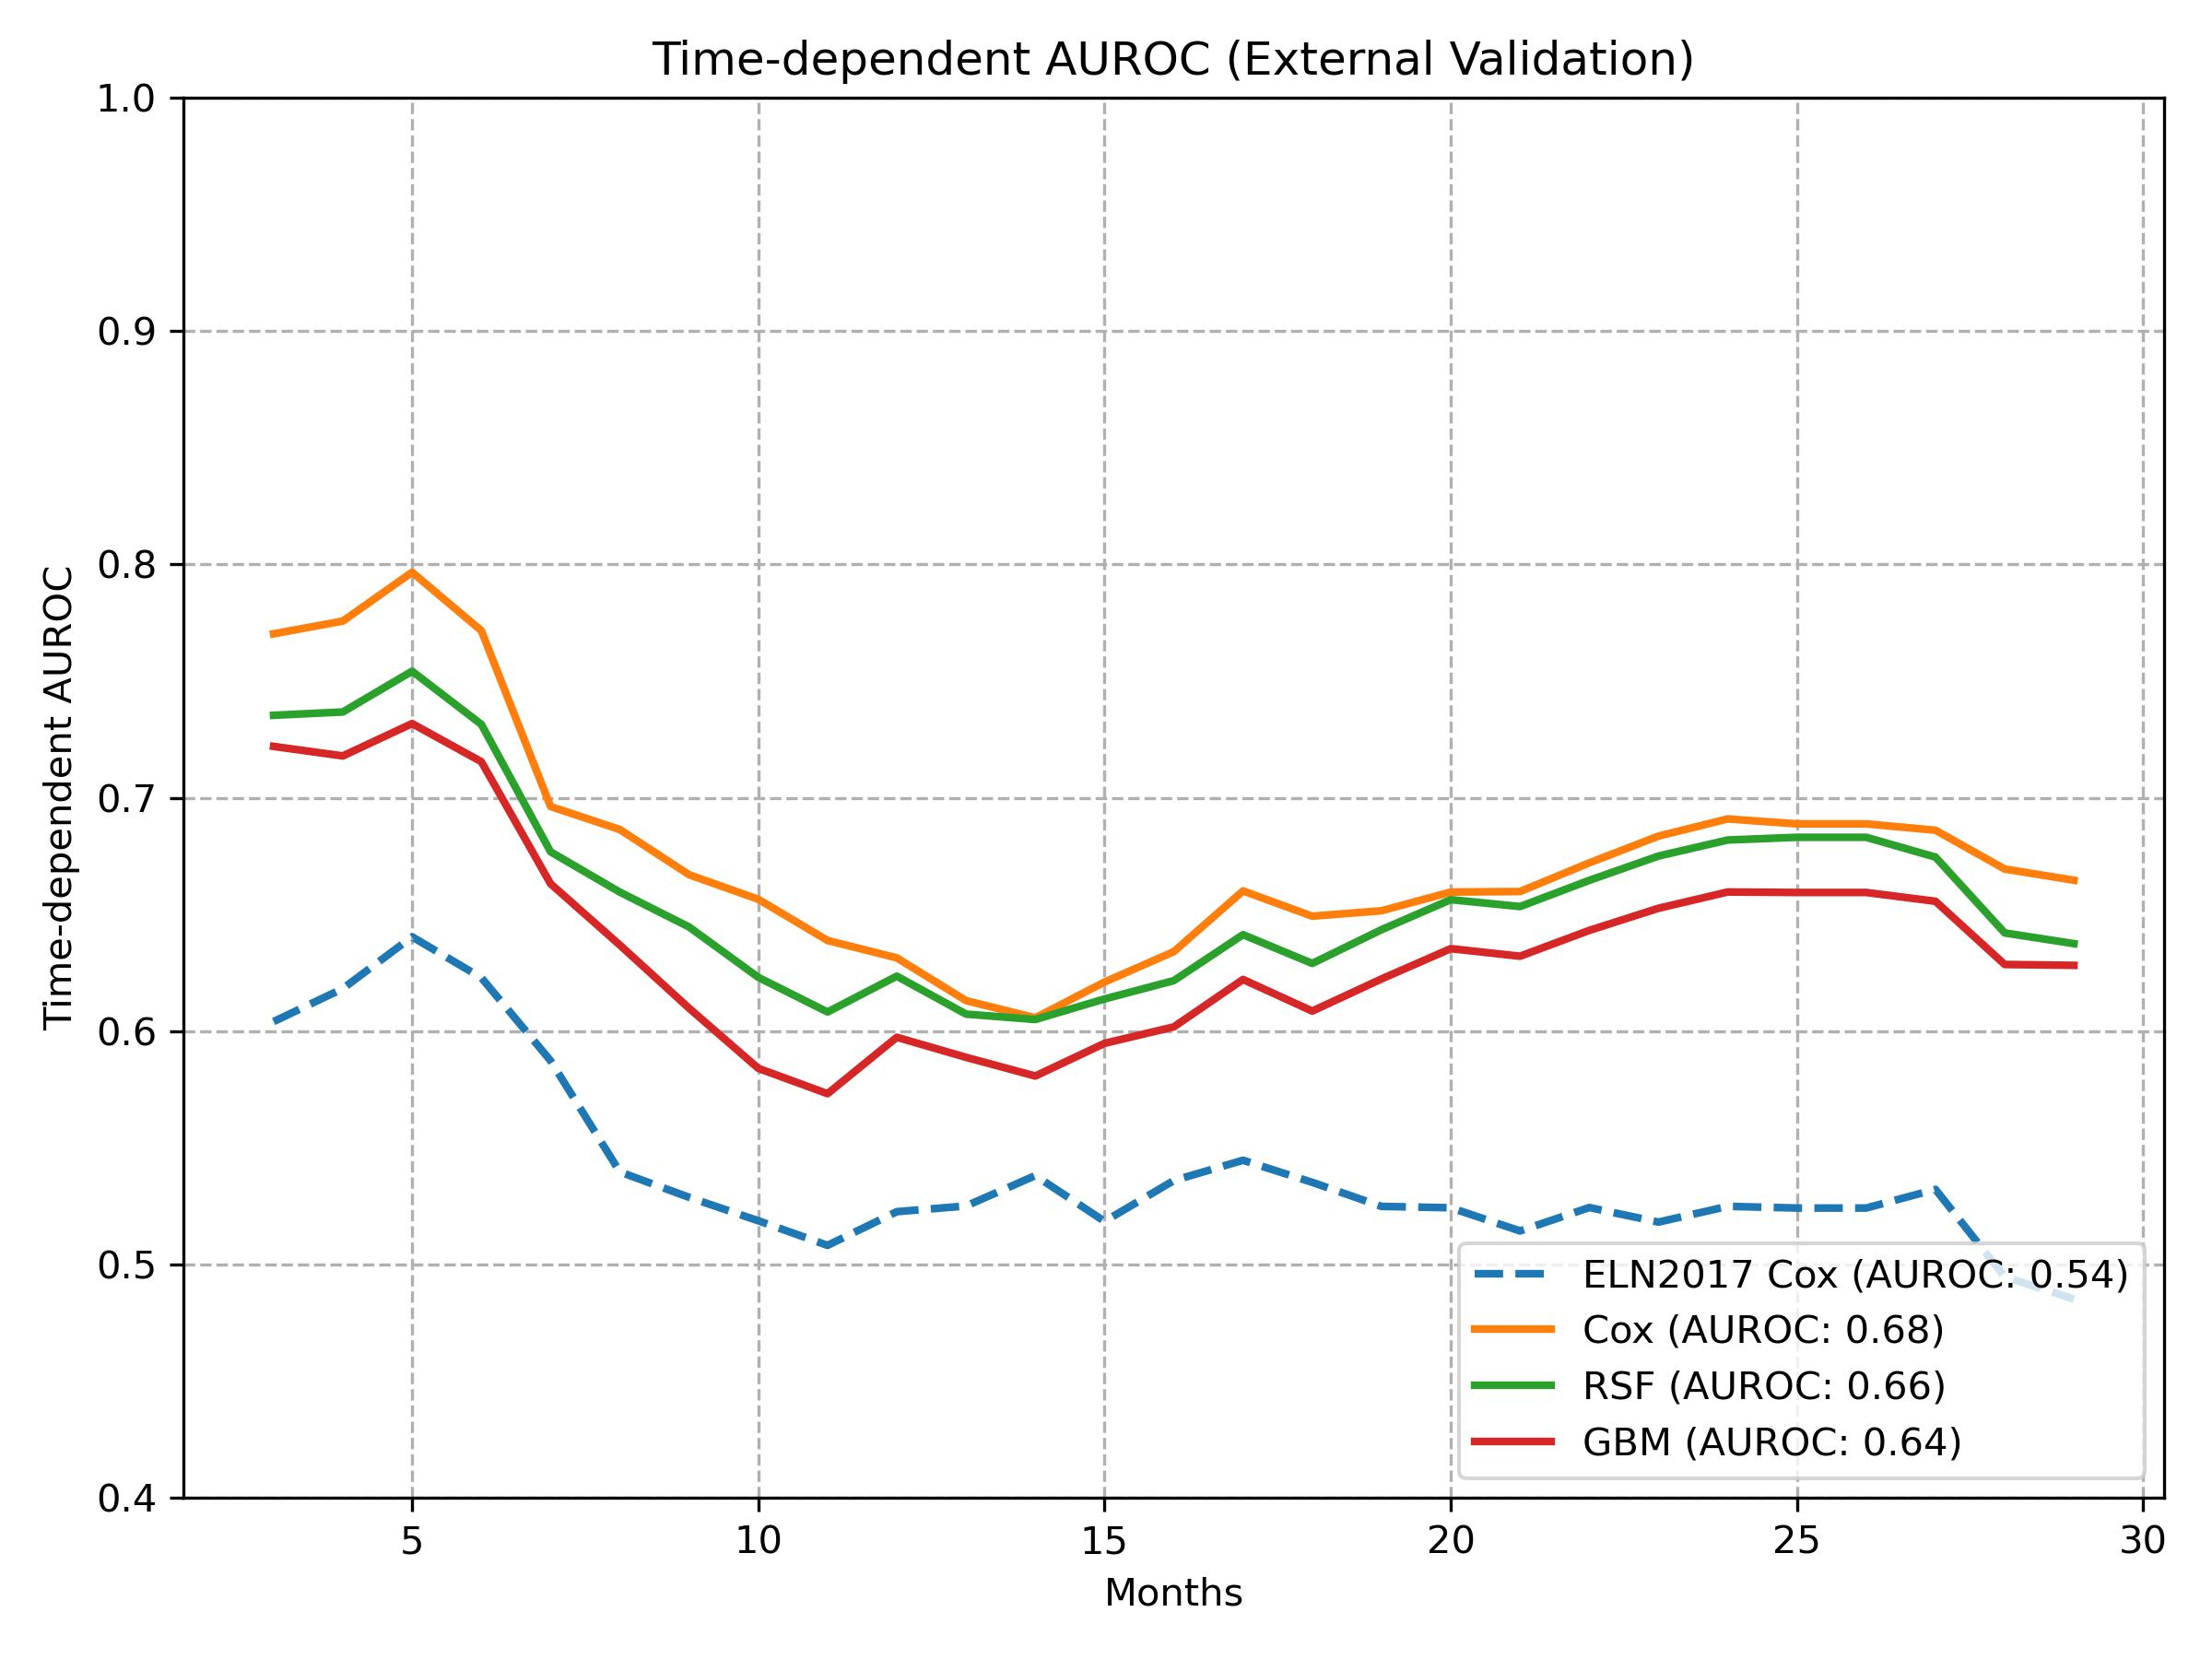 Time-dependent AUROC (External Validation)
1.0
0.9
0.8
0.7
0.6
0.5
0.4
Time-dependent AUROC
5 10 15 20 25 30
Months
ELN2017 Cox (AUROC: 0.54)
Cox (AUROC: 0.68)
RSF (AUROC: 0.66)
GBM (AUROC: 0.64)